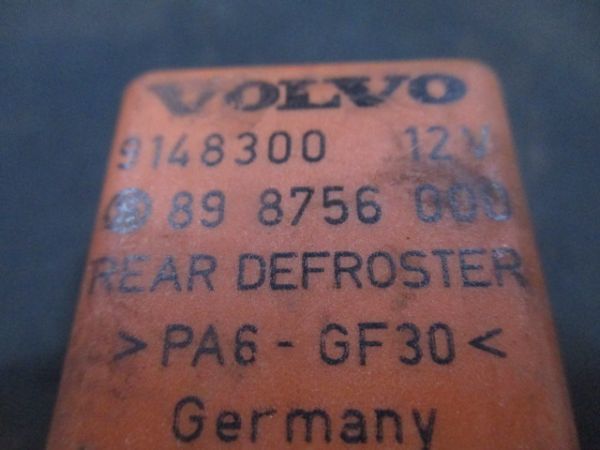 VOLVO
9148300 12V
89 8756 000
REAR DEFROSTER
>PA6-GF30<
Germany